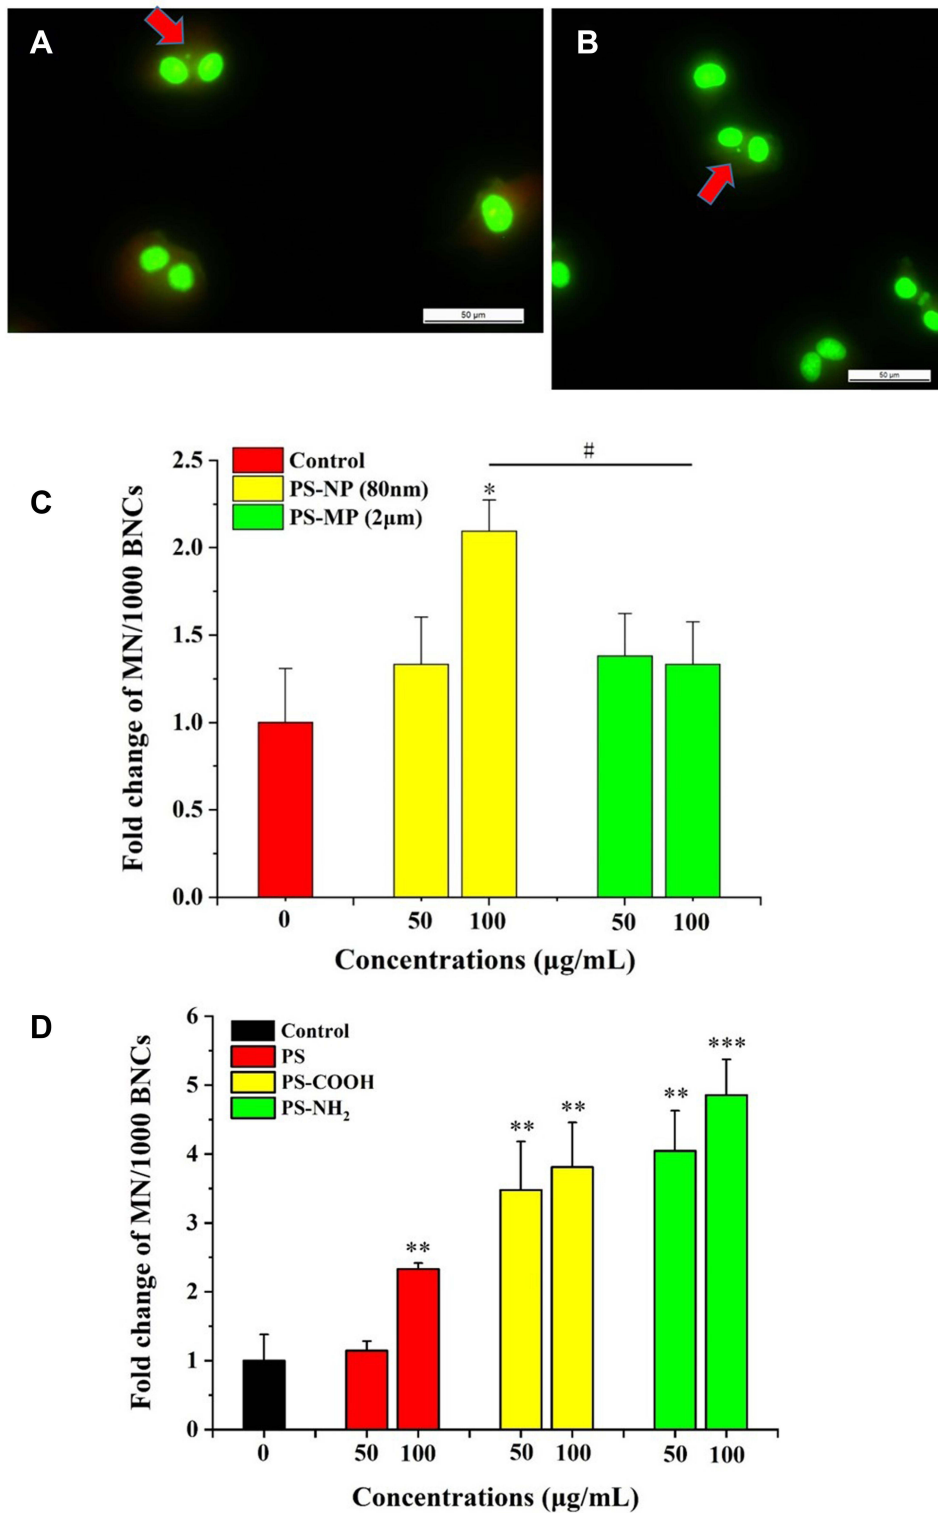 A
B
50 µm
50 µm
C
#
*
Control
PS-NP (80nm)
PS-MP (2µm)
2.5
2.0
1.5
1.0
0.5
0.0
Fold change of MN/1000 BNCs
0 50 100 50 100
Concentrations (µg/mL)
D
Control
PS
PS-COOH
PS-NH₂
** ** ** ** ***
6
5
4
3
2
1
0
Fold change of MN/1000 BNCs
0 50 100 50 100 50 100
Concentrations (µg/mL)